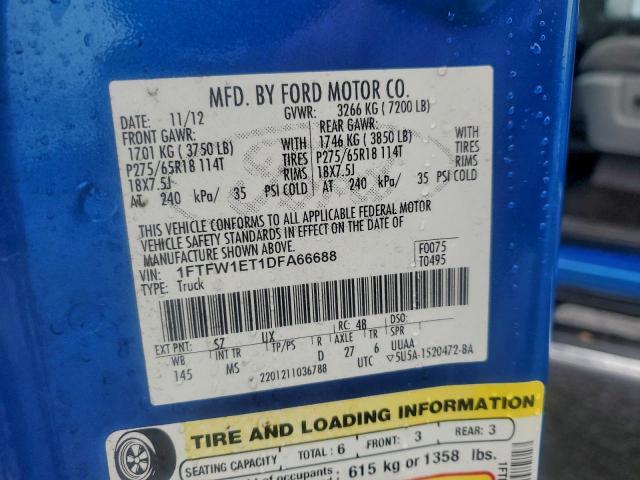 MFD. BY FORD MOTOR CO.
DATE: 11/12 GVWR: 3266 KG ( 7200 LB)
FRONT GAWR: REAR GAWR:
1701 KG ( 3750 LB) WITH 1746 KG ( 3850 LB) WITH
P275/65R18 114T TIRES P275/65R18 114T TIRES
18X7.5J RIMS 18X7.5J RIMS
AT 240 kPa/ 35 PSI COLD AT 240 kPa/ 35 PSI COLD
THIS VEHICLE CONFORMS TO ALL APPLICABLE FEDERAL MOTOR
VEHICLE SAFETY STANDARDS IN EFFECT ON THE DATE OF
MANUFACTURE SHOWN ABOVE.
VIN: 1FTFW1ET1DFA66688 F0075
TYPE: Truck T0495
EXT PNT: SZ UX RC: 48 DSO:
WB INT TR TP/PS R AXLE TR SPR
145 MS D 27 6 UUAA
2201211036788 UTC ▽5U5A-1520472-BA
TIRE AND LOADING INFORMATION
SEATING CAPACITY TOTAL : 6 FRONT: 3 REAR: 3
of occupants 615 kg or 1358 lbs.
1FT